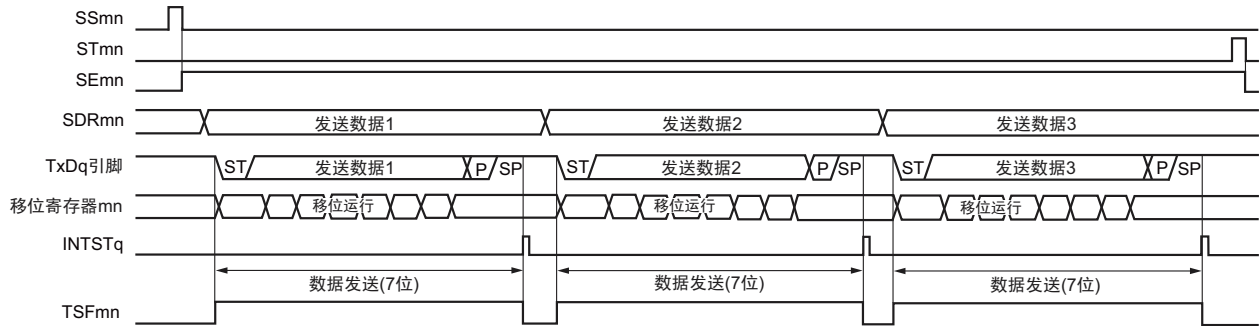 SSmn
STmn
SEmn
SDRmn 发送数据1 发送数据2 发送数据3
TxDq引脚 ST 发送数据1 P SP ST 发送数据2 P SP ST 发送数据3 P SP
移位寄存器mn 移位运行 移位运行 移位运行
INTSTq
数据发送(7位) 数据发送(7位) 数据发送(7位)
TSFmn